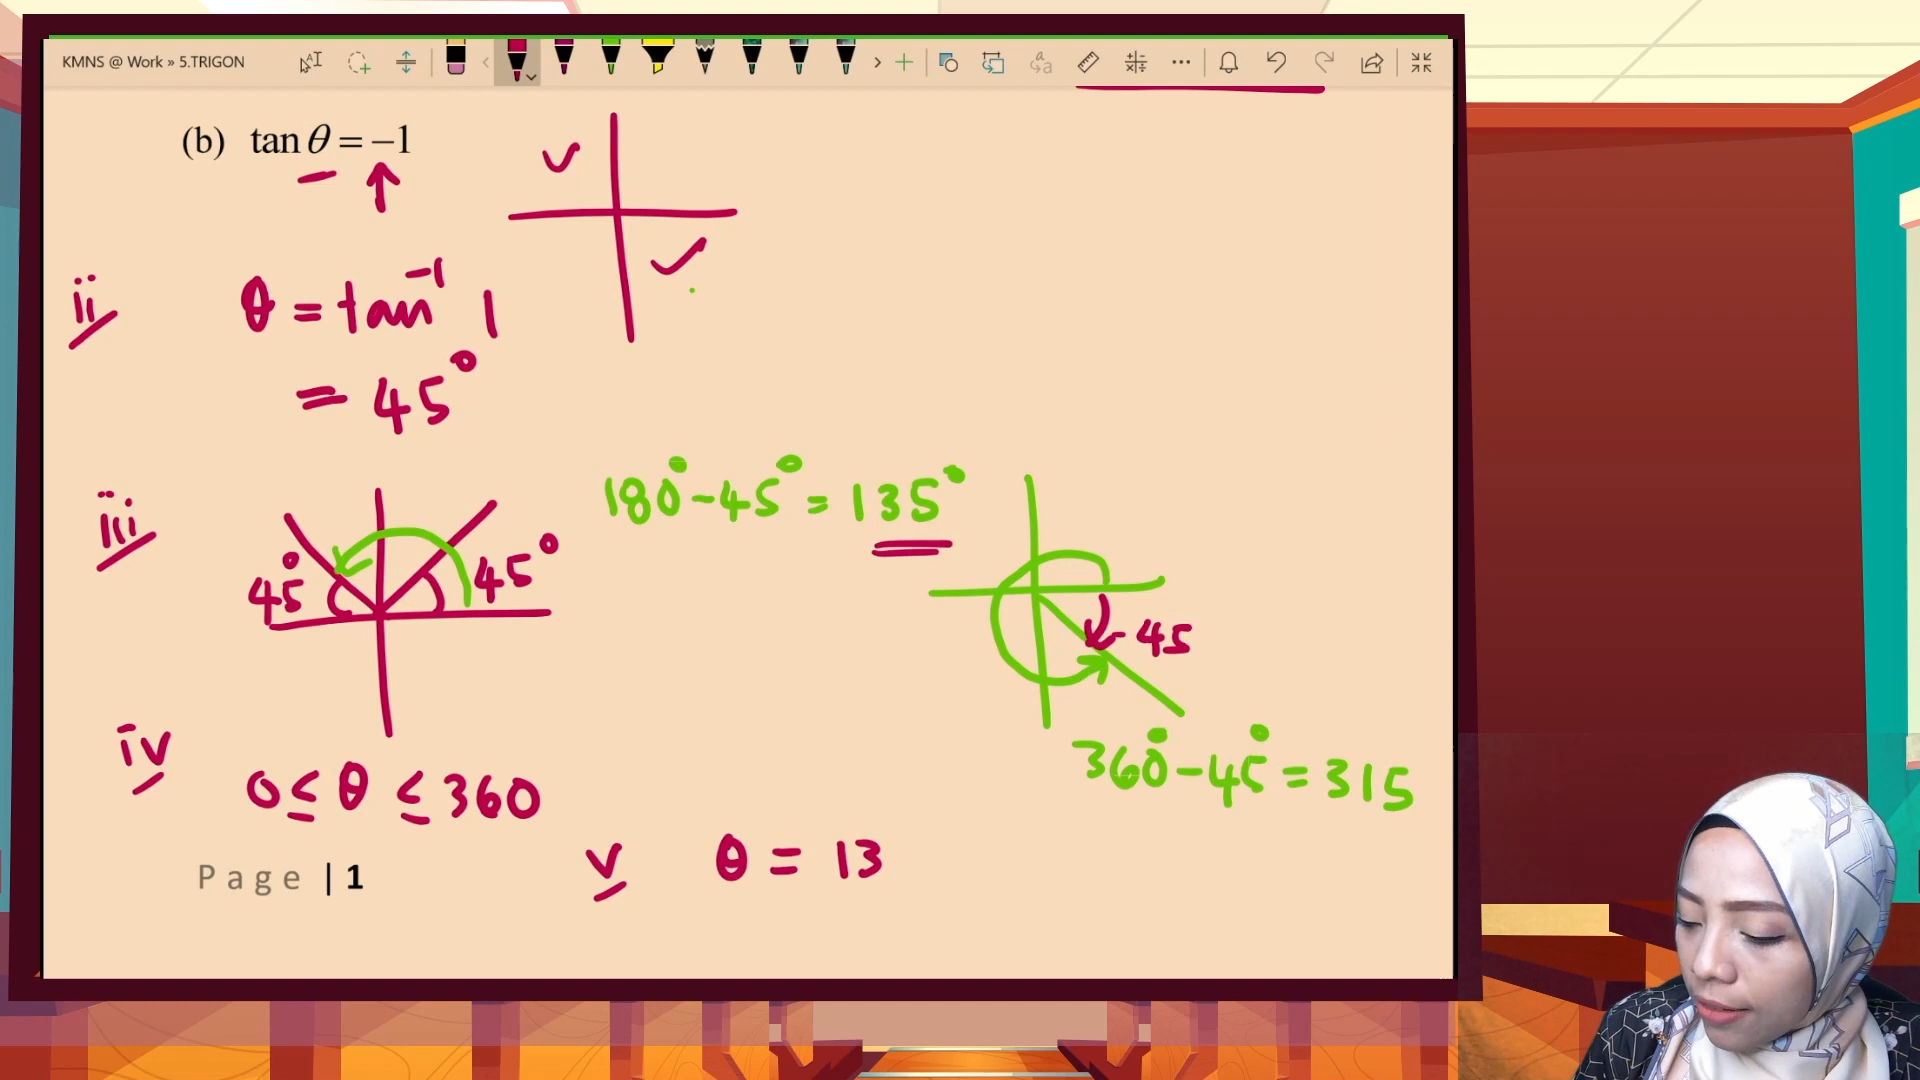 KMNS @ Work » 5.TRIGON
(b) tan θ = −1
ii
θ = tan⁻¹ 1
= 45°
iii
45°
45°
180° - 45° = 135°
- 45
360° - 45° = 315
iv
0 ≤ θ ≤ 360
v
θ = 13
Page | 1